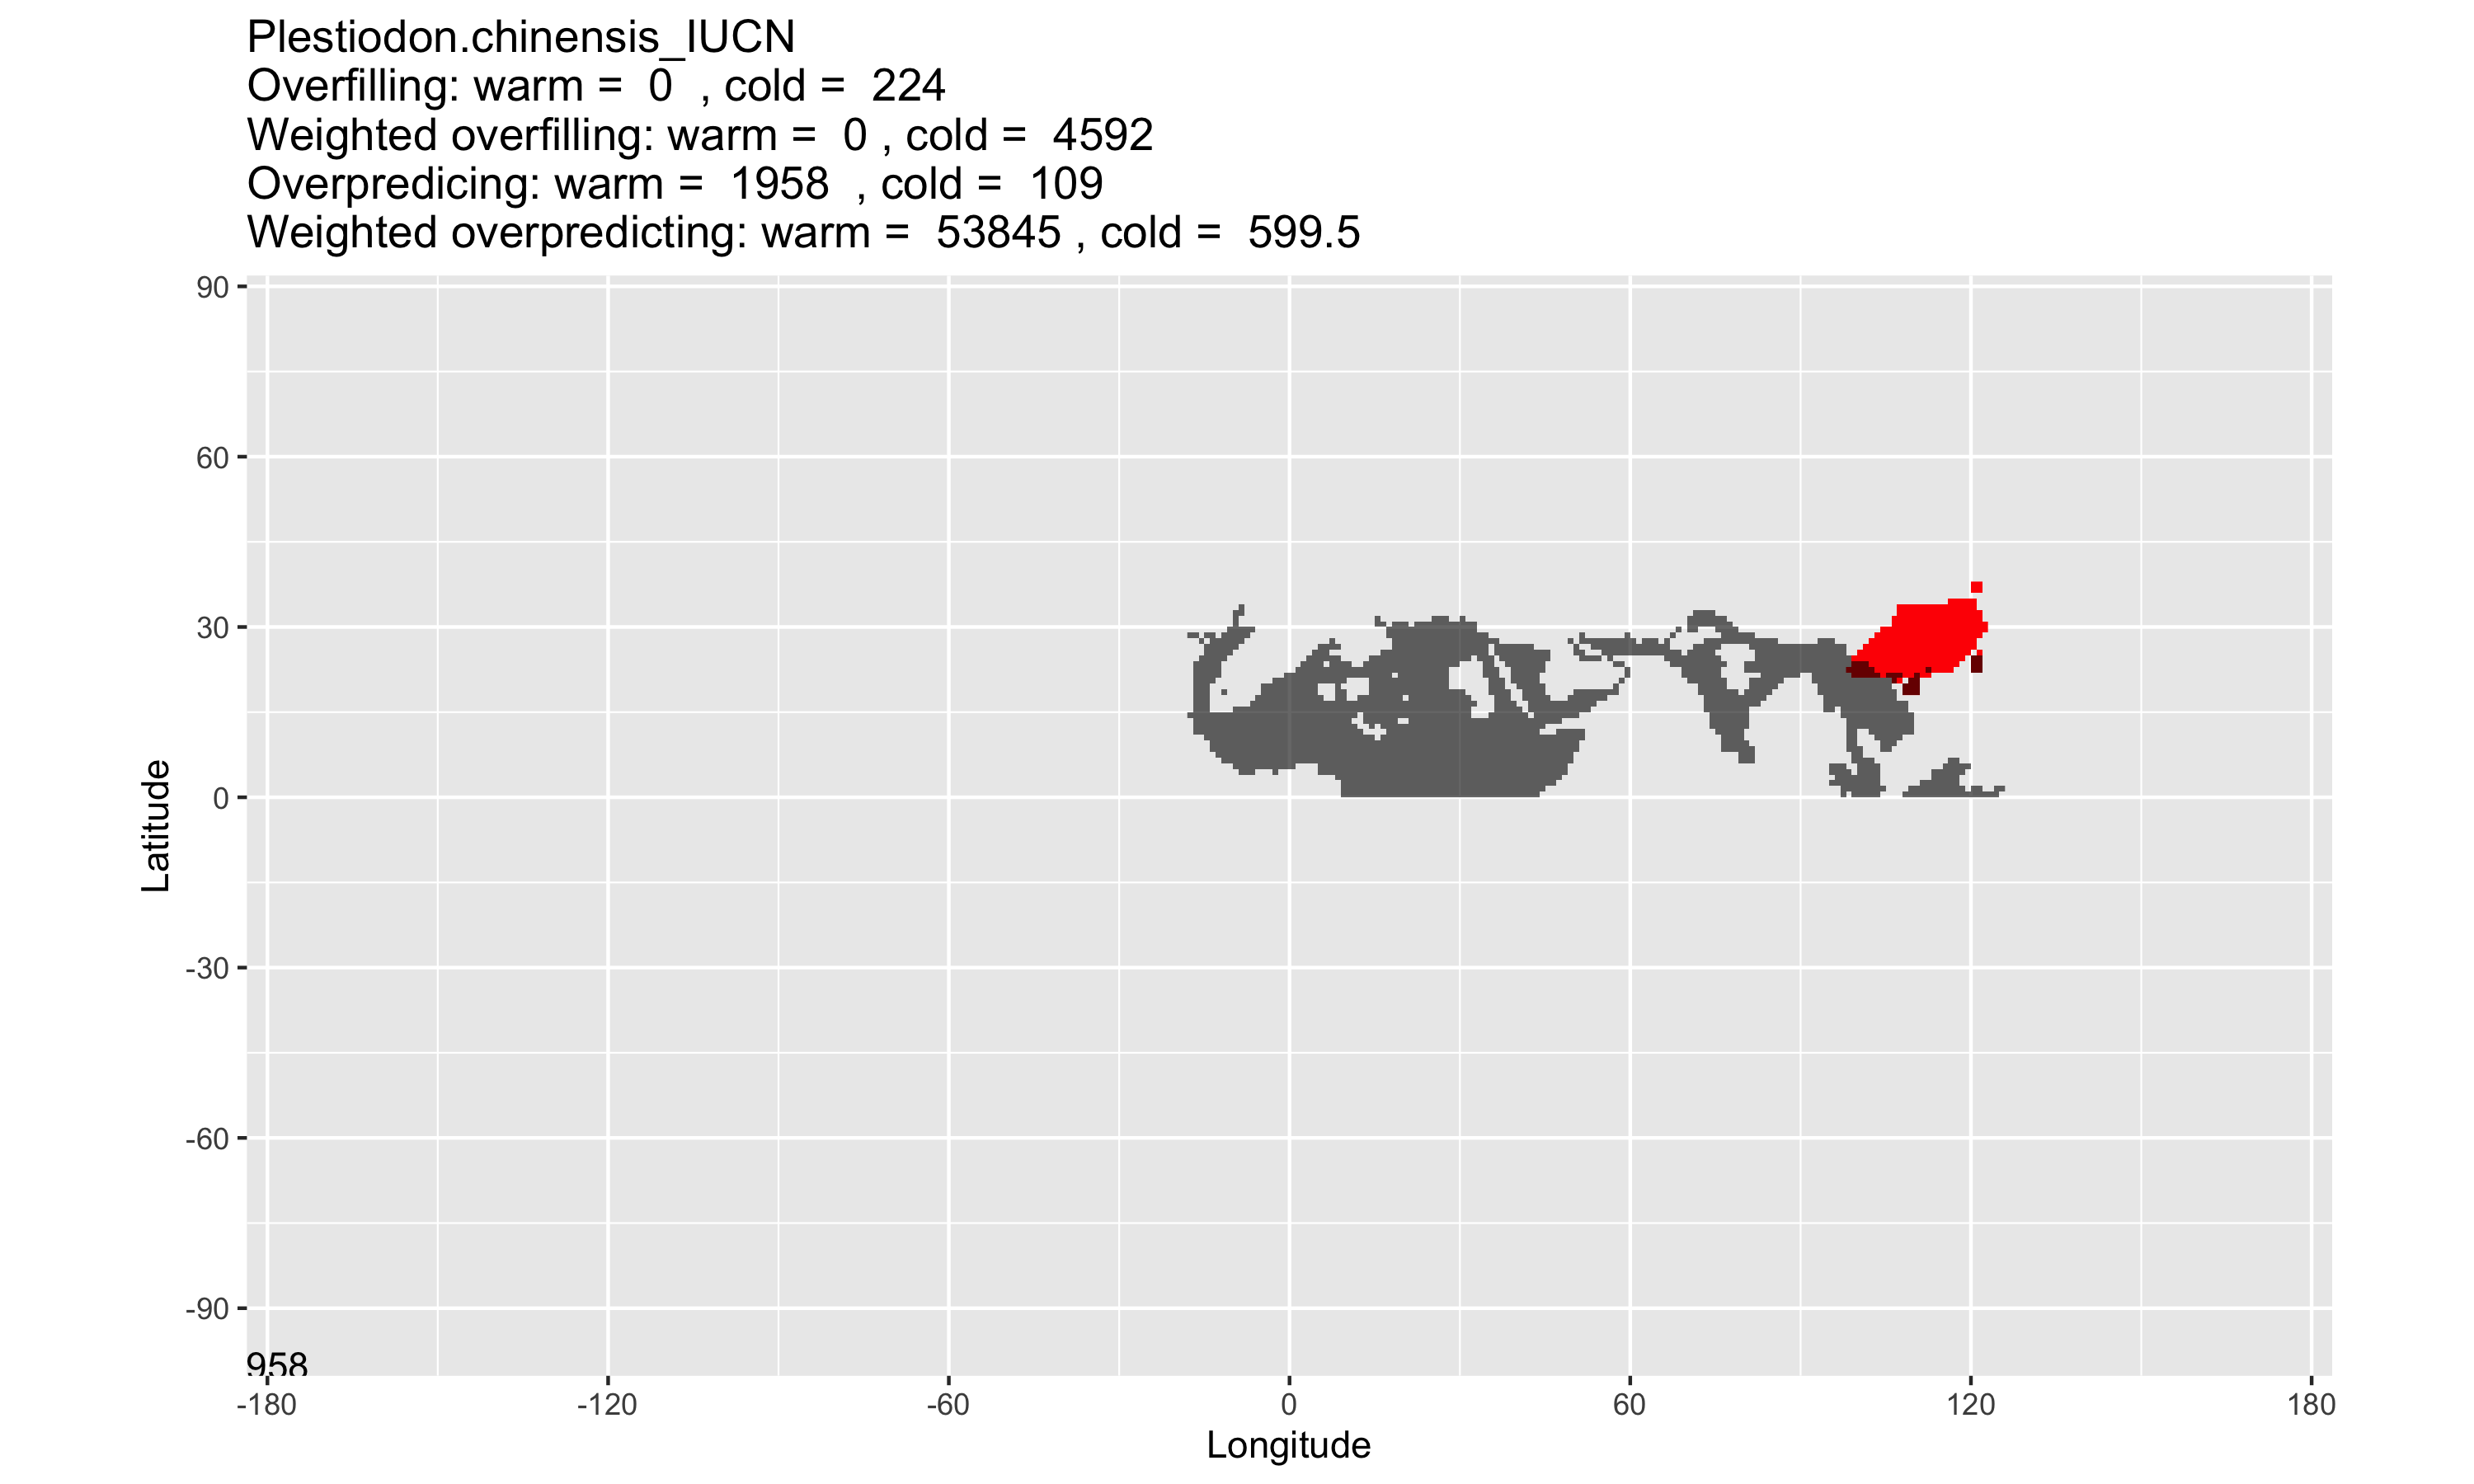 Plestiodon.chinensis_IUCN
Overfilling: warm = 0 , cold = 224
Weighted overfilling: warm = 0 , cold = 4592
Overpredicing: warm = 1958 , cold = 109
Weighted overpredicting: warm = 53845 , cold = 599.5
90
60
30
0
-30
-60
-90
Latitude
958
-180 -120 -60 0 60 120 180
Longitude